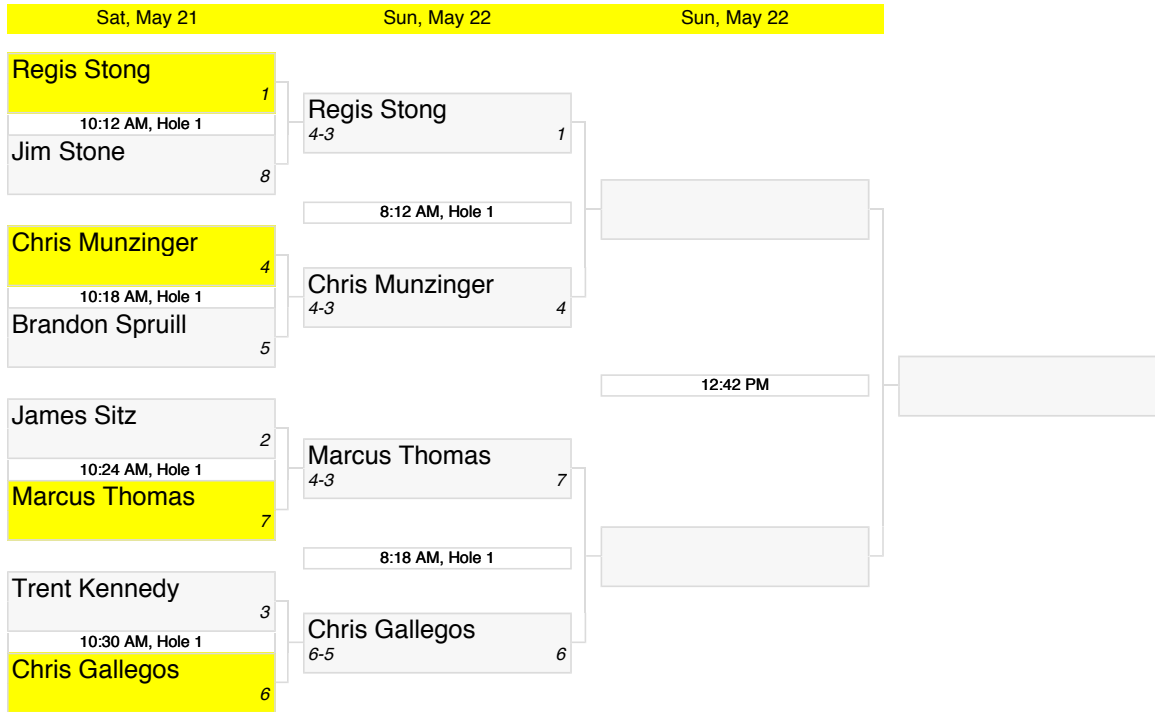 Sat, May 21
Sun, May 22
Sun, May 22
Regis Stong
1
10:12 AM, Hole 1
Jim Stone
8
Chris Munzinger
4
10:18 AM, Hole 1
Brandon Spruill
5
James Sitz
2
10:24 AM, Hole 1
Marcus Thomas
7
Trent Kennedy
3
10:30 AM, Hole 1
Chris Gallegos
6
Regis Stong
4-3 1
8:12 AM, Hole 1
Chris Munzinger
4-3 4
Marcus Thomas
4-3 7
8:18 AM, Hole 1
Chris Gallegos
6-5 6
12:42 PM